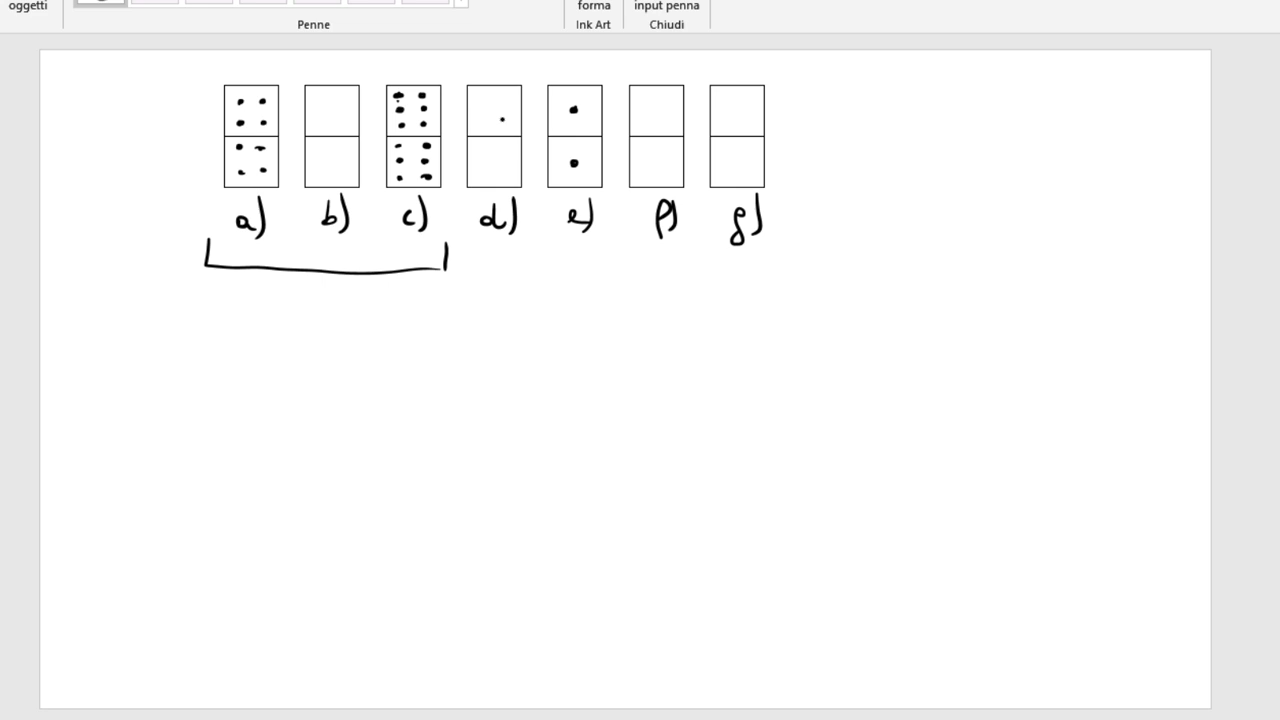 oggetti
forma
input penna
Penne
Ink Art
Chiudi
a) b) c) d) e) f) g)